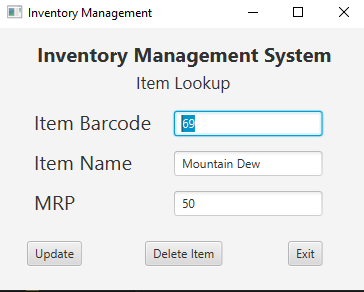 Inventory Management
Inventory Management System
Item Lookup
Item Barcode 69
Item Name Mountain Dew
MRP 50
Update Delete Item Exit